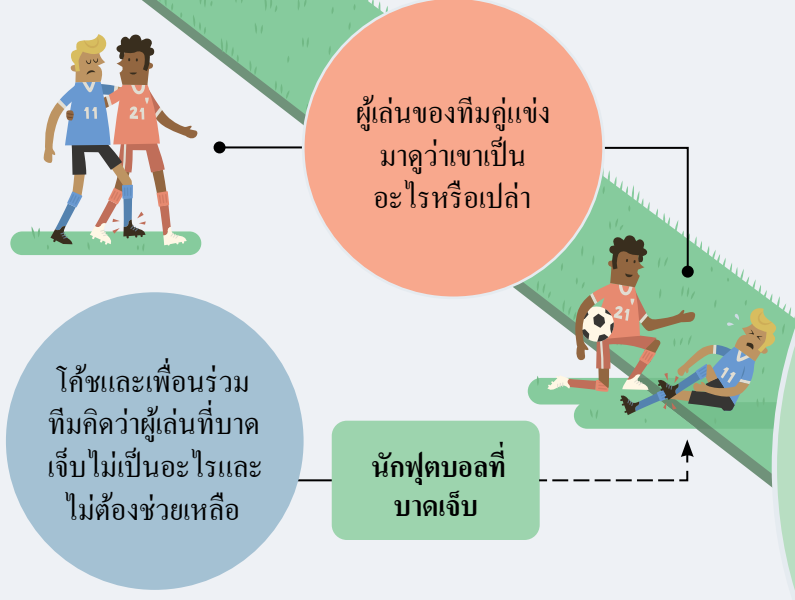 11
21
ผู้เล่นของทีมคู่แข่ง
มาดูว่าเขาเป็น
อะไรหรือเปล่า
21
11
โค้ชและเพื่อนร่วม
ทีมคิดว่าผู้เล่นที่บาด
เจ็บไม่เป็นอะไรและ
ไม่ต้องช่วยเหลือ
นักฟุตบอลที่
บาดเจ็บ